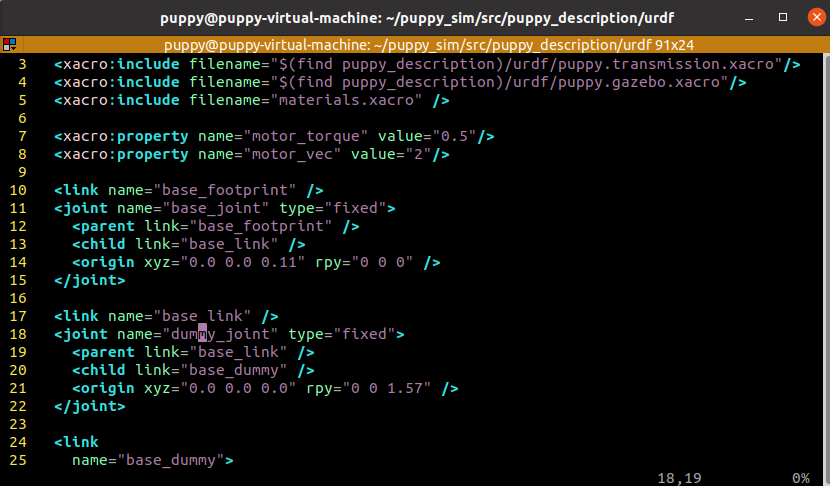 puppy@puppy-virtual-machine: ~/puppy_sim/src/puppy_description/urdf
puppy@puppy-virtual-machine: ~/puppy_sim/src/puppy_description/urdf 91x24
3 <xacro:include filename="$(find puppy_description)/urdf/puppy.transmission.xacro"/>
4 <xacro:include filename="$(find puppy_description)/urdf/puppy.gazebo.xacro"/>
5 <xacro:include filename="materials.xacro" />
6
7 <xacro:property name="motor_torque" value="0.5"/>
8 <xacro:property name="motor_vec" value="2"/>
9
10 <link name="base_footprint" />
11 <joint name="base_joint" type="fixed">
12 <parent link="base_footprint" />
13 <child link="base_link" />
14 <origin xyz="0.0 0.0 0.11" rpy="0 0 0" />
15 </joint>
16
17 <link name="base_link" />
18 <joint name="dummy_joint" type="fixed">
19 <parent link="base_link" />
20 <child link="base_dummy" />
21 <origin xyz="0.0 0.0 0.0" rpy="0 0 1.57" />
22 </joint>
23
24 <link
25 name="base_dummy">
18,19 0%